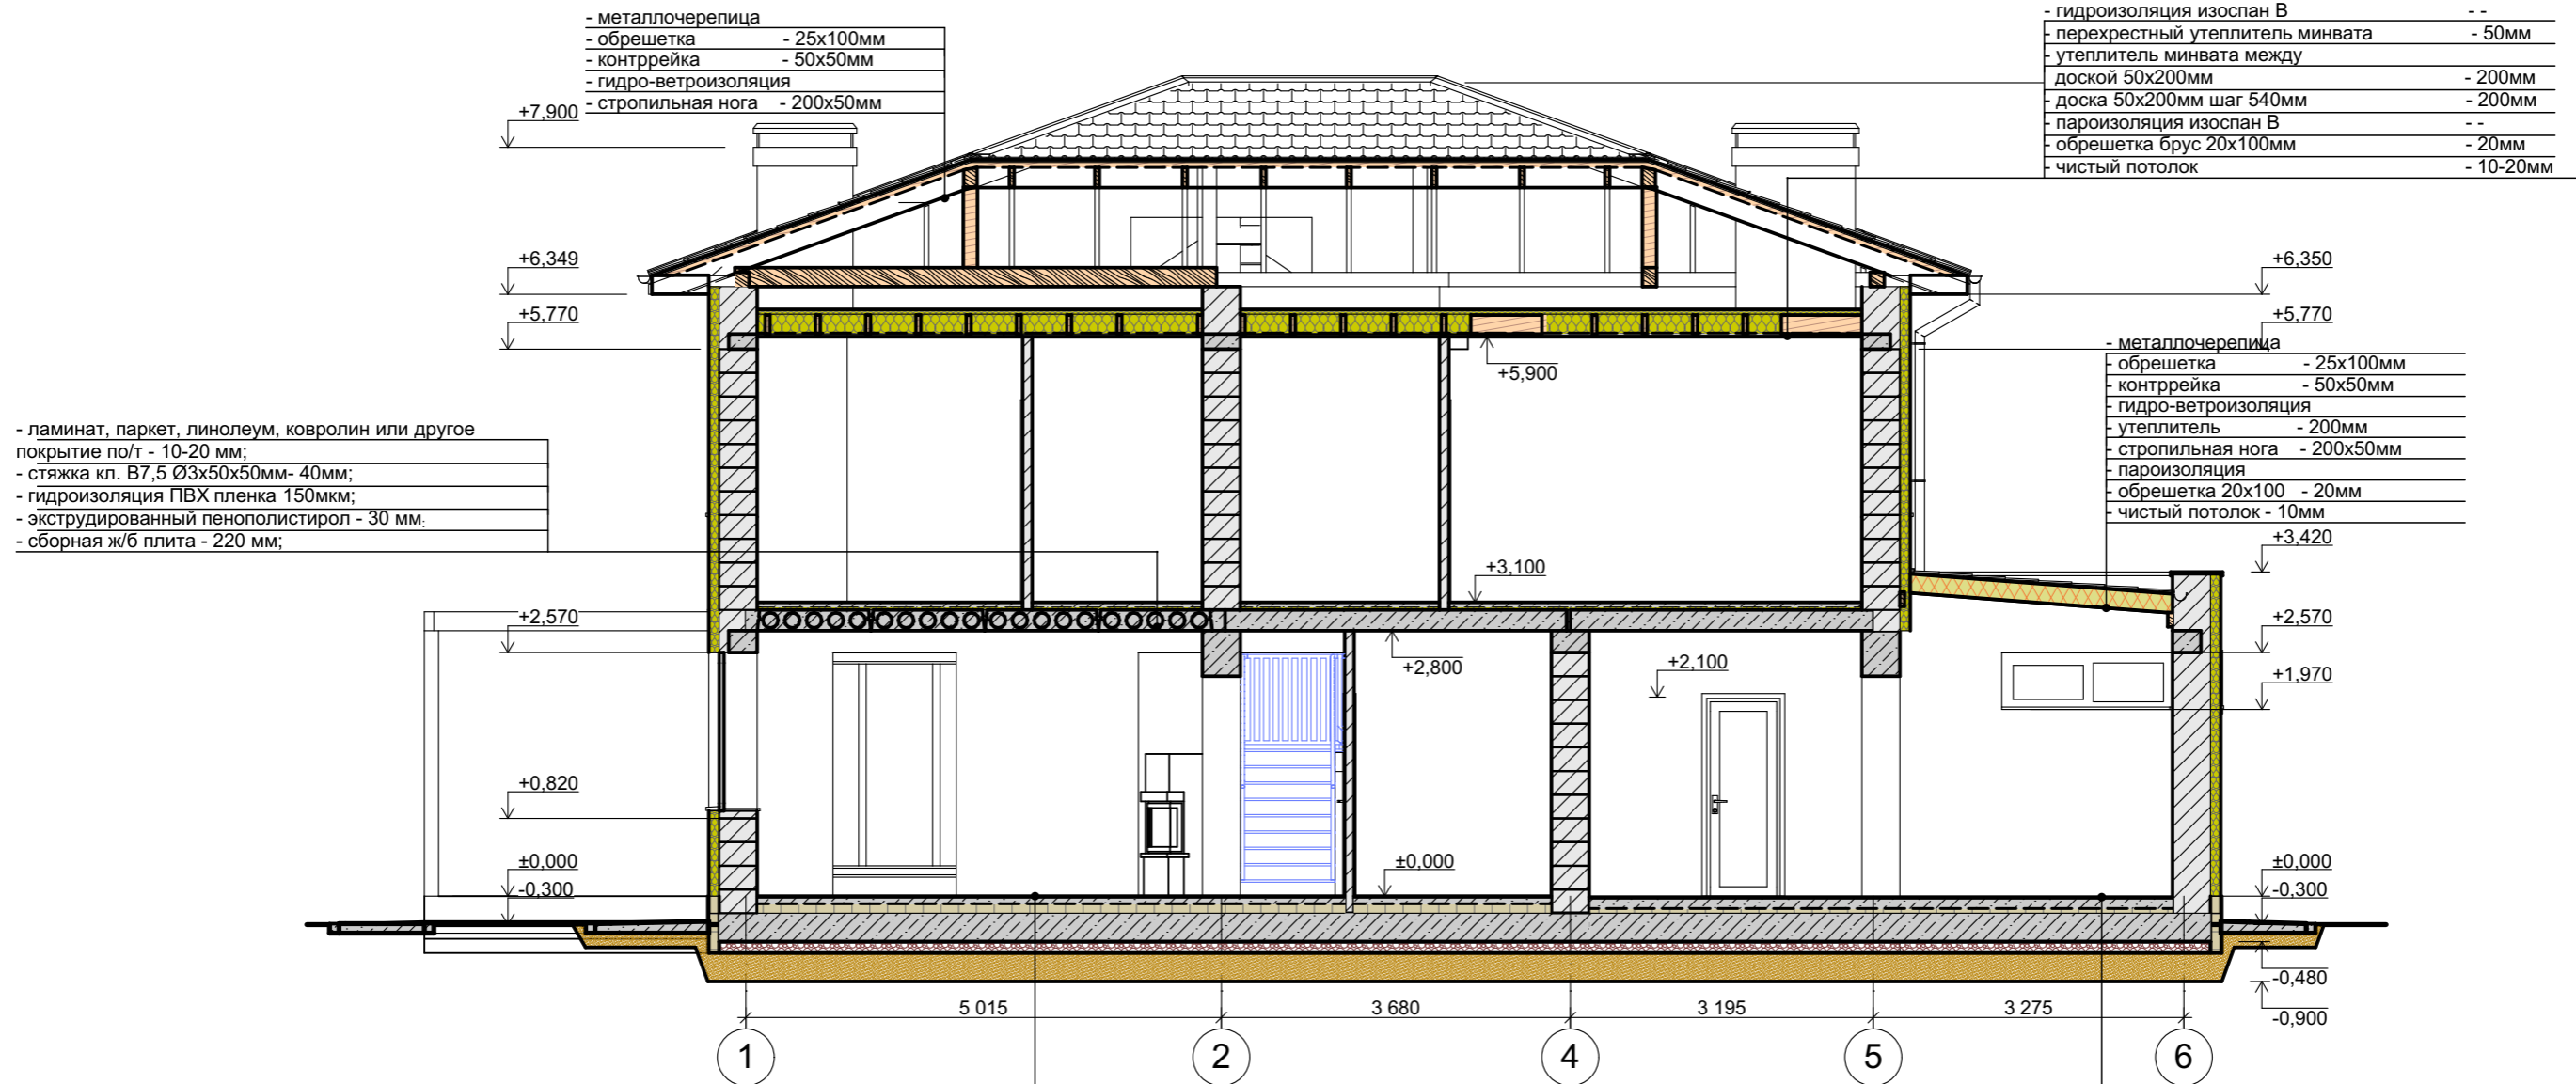 - металлочерепица
- обрешетка - 25х100мм
- контррейка - 50х50мм
- гидро-ветроизоляция
- стропильная нога - 200х50мм
- гидроизоляция изоспан В - -
- перехрестный утеплитель минвата - 50мм
- утеплитель минвата между
доской 50х200мм - 200мм
- доска 50х200мм шаг 540мм - 200мм
- пароизоляция изоспан В - -
- обрешетка брус 20х100мм - 20мм
- чистый потолок - 10-20мм
+7,900
+6,349
+5,770
+6,350
+5,770
+5,900
- металлочерепица
- обрешетка - 25х100мм
- контррейка - 50х50мм
- гидро-ветроизоляция
- утеплитель - 200мм
- стропильная нога - 200х50мм
- пароизоляция
- обрешетка 20х100 - 20мм
- чистый потолок - 10мм
- ламинат, паркет, линолеум, ковролин или другое
покрытие по/т - 10-20 мм;
- стяжка кл. В7,5 Ø3х50х50мм- 40мм;
- гидроизоляция ПВХ пленка 150мкм;
- экструдированный пенополистирол - 30 мм;
- сборная ж/б плита - 220 мм;
+3,420
+3,100
+2,570
+2,570
+2,800
+2,100
+1,970
+0,820
±0,000
-0,300
±0,000
±0,000
-0,300
-0,480
-0,900
5 015
3 680
3 195
3 275
1
2
4
5
6